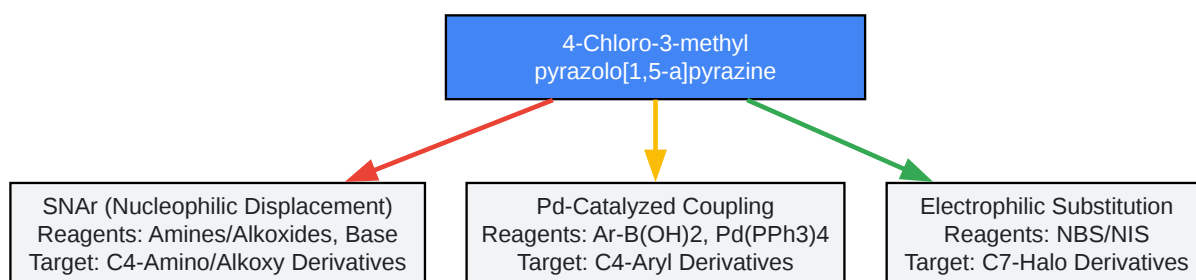 4-Chloro-3-methyl
pyrazolo[1,5-a]pyrazine
SNAr (Nucleophilic Displacement)
Reagents: Amines/Alkoxides, Base
Target: C4-Amino/Alkoxy Derivatives
Pd-Catalyzed Coupling
Reagents: Ar-B(OH)2, Pd(PPh3)4
Target: C4-Aryl Derivatives
Electrophilic Substitution
Reagents: NBS/NIS
Target: C7-Halo Derivatives